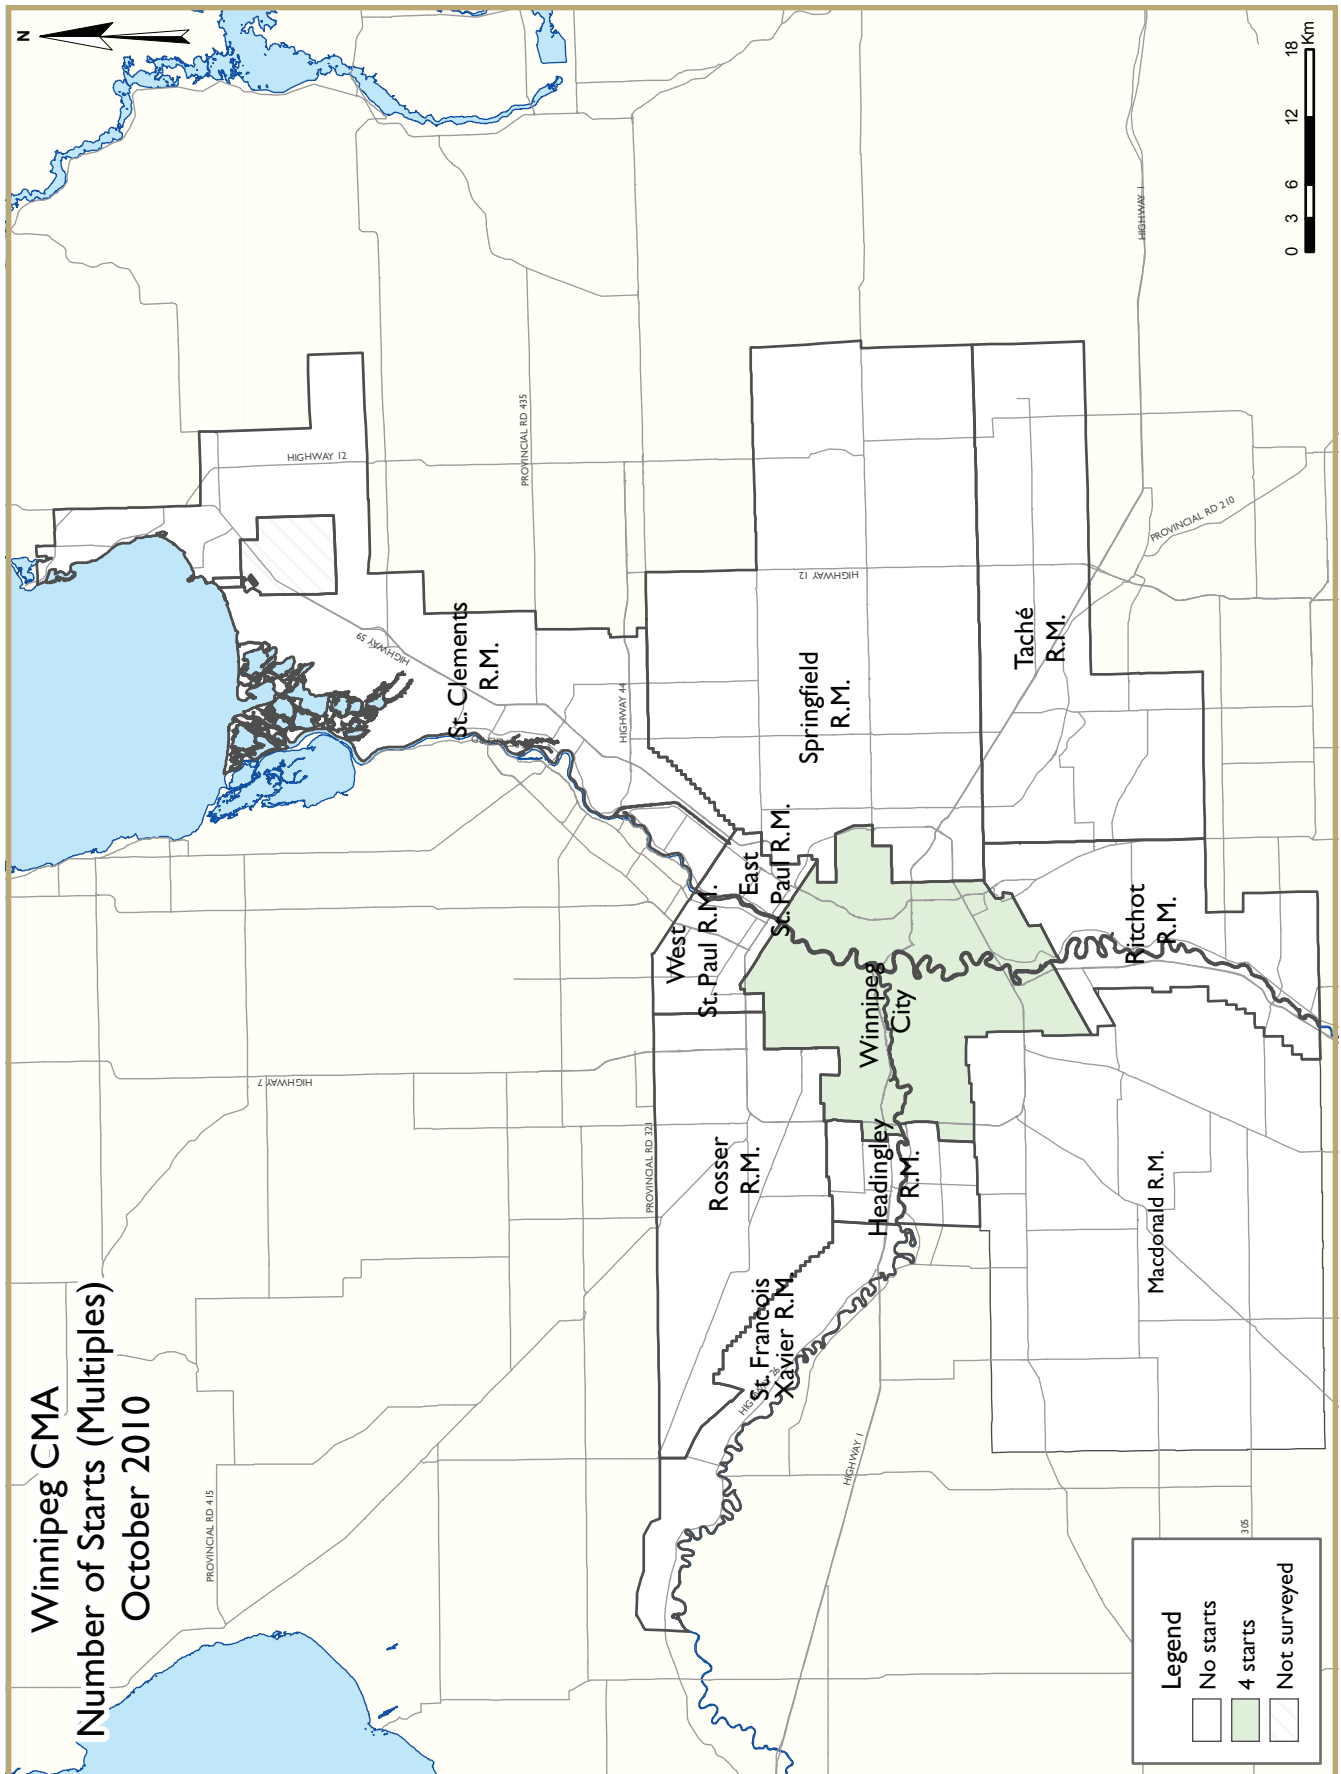 Winnipeg CMA
Number of Starts (Multiples)
October 2010
N
PROVINCIAL RD 415
HIGHWAY 7
HIGHWAY 12
HIGHWAY 59
PROVINCIAL RD 435
St. Clements
R.M.
HIGHWAY 44
PROVINCIAL RD 321
West
St. Paul R.M.
East
St. Paul R.M.
Rosser
R.M.
St. Francois
Xavier R.M.
Springfield
R.M.
HIGHWAY 12
Winnipeg
City
Headingley
R.M.
HIGHWAY 1
Taché
R.M.
HIGHWAY 1
PROVINCIAL RD 210
Ritchot
R.M.
Macdonald R.M.
305
Legend
No starts
4 starts
Not surveyed
0 3 6 12 18
Km